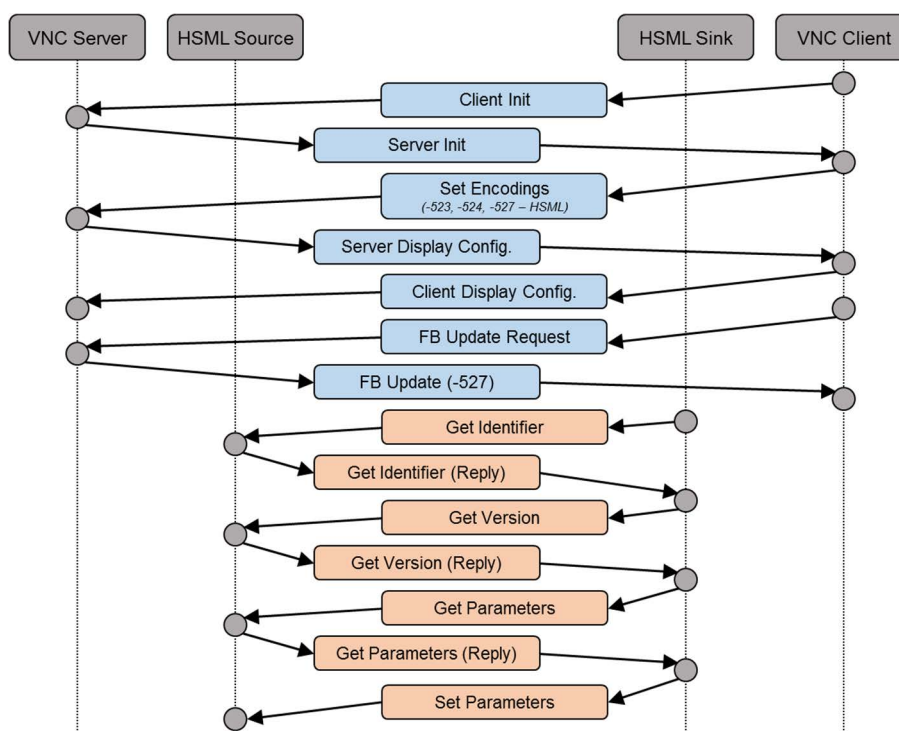 VNC Server
HSML Source
HSML Sink
VNC Client
Client Init
Server Init
Set Encodings
(-523, -524, -527 – HSML)
Server Display Config.
Client Display Config.
FB Update Request
FB Update (-527)
Get Identifier
Get Identifier (Reply)
Get Version
Get Version (Reply)
Get Parameters
Get Parameters (Reply)
Set Parameters